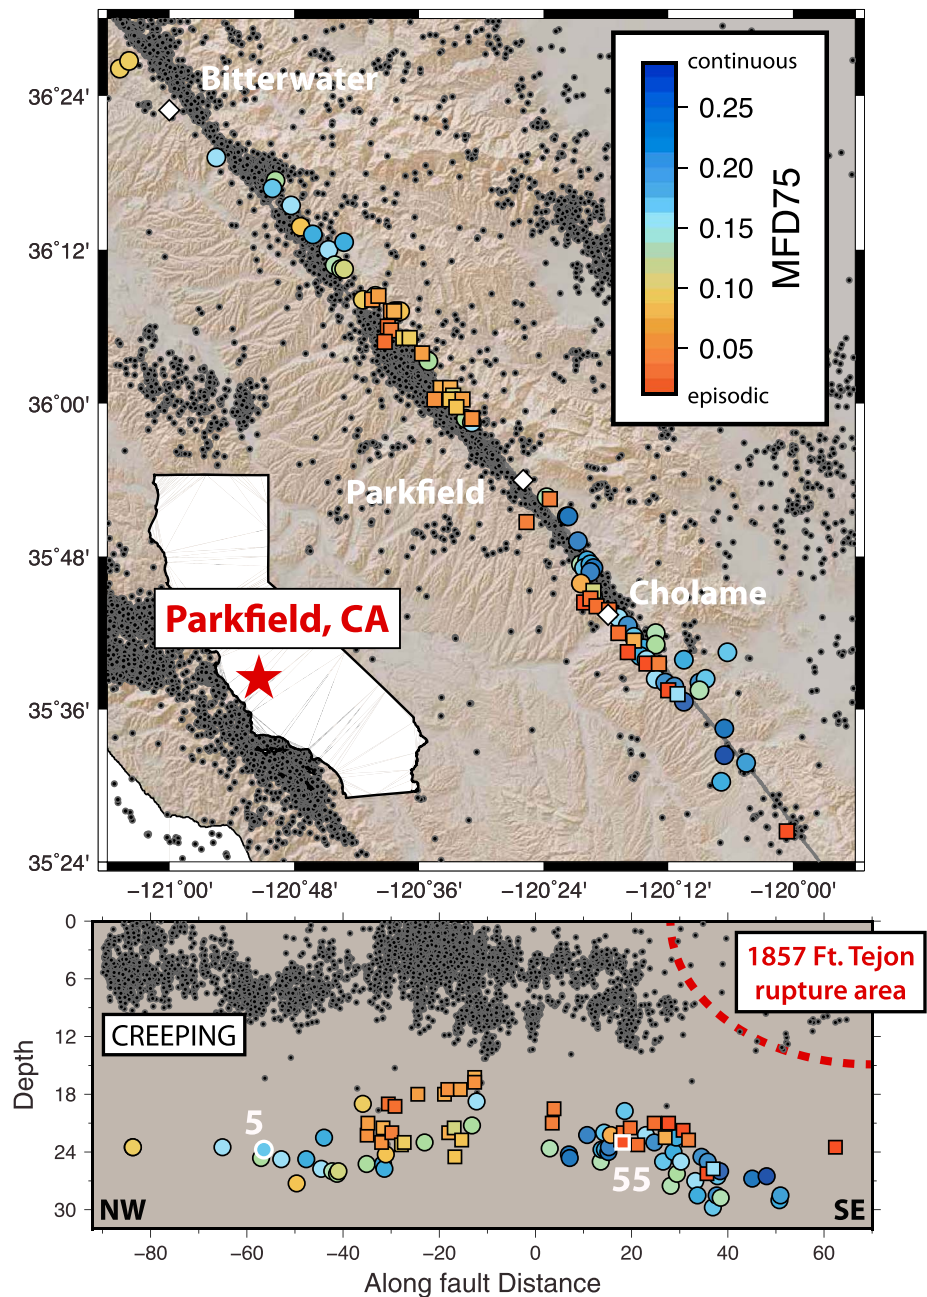 Bitterwater
Parkfield
Cholame
continuous
0.25
0.20
0.15
0.10
0.05
episodic
MFD75
Parkfield, CA
36˚24'
36˚12'
36˚00'
35˚48'
35˚36'
35˚24'
−121˚00' −120˚48' −120˚36' −120˚24' −120˚12' −120˚00'
1857 Ft. Tejon
rupture area
CREEPING
5
55
NW
SE
0
6
12
18
24
30
Depth
−80 −60 −40 −20 0 20 40 60
Along fault Distance